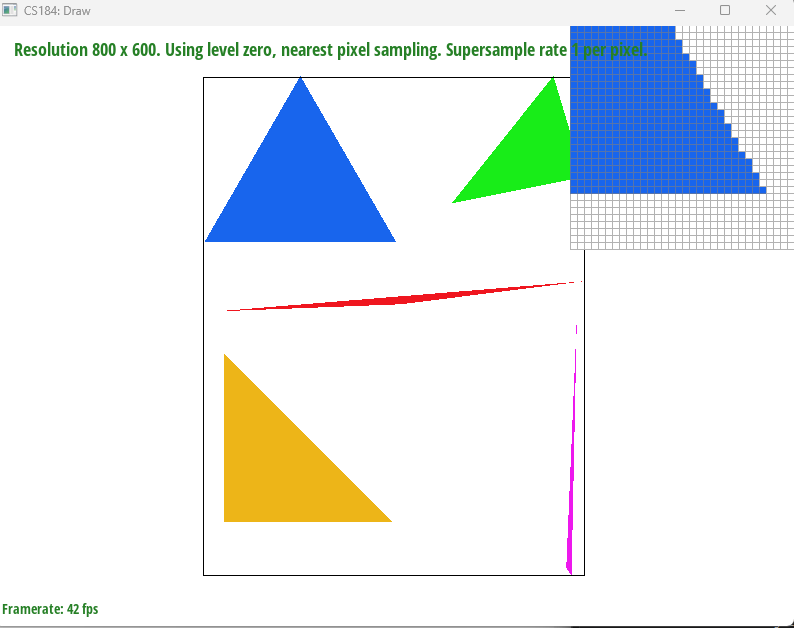 CS184: Draw
Resolution 800 x 600. Using level zero, nearest pixel sampling. Supersample rate 1 per pixel.
Framerate: 42 fps